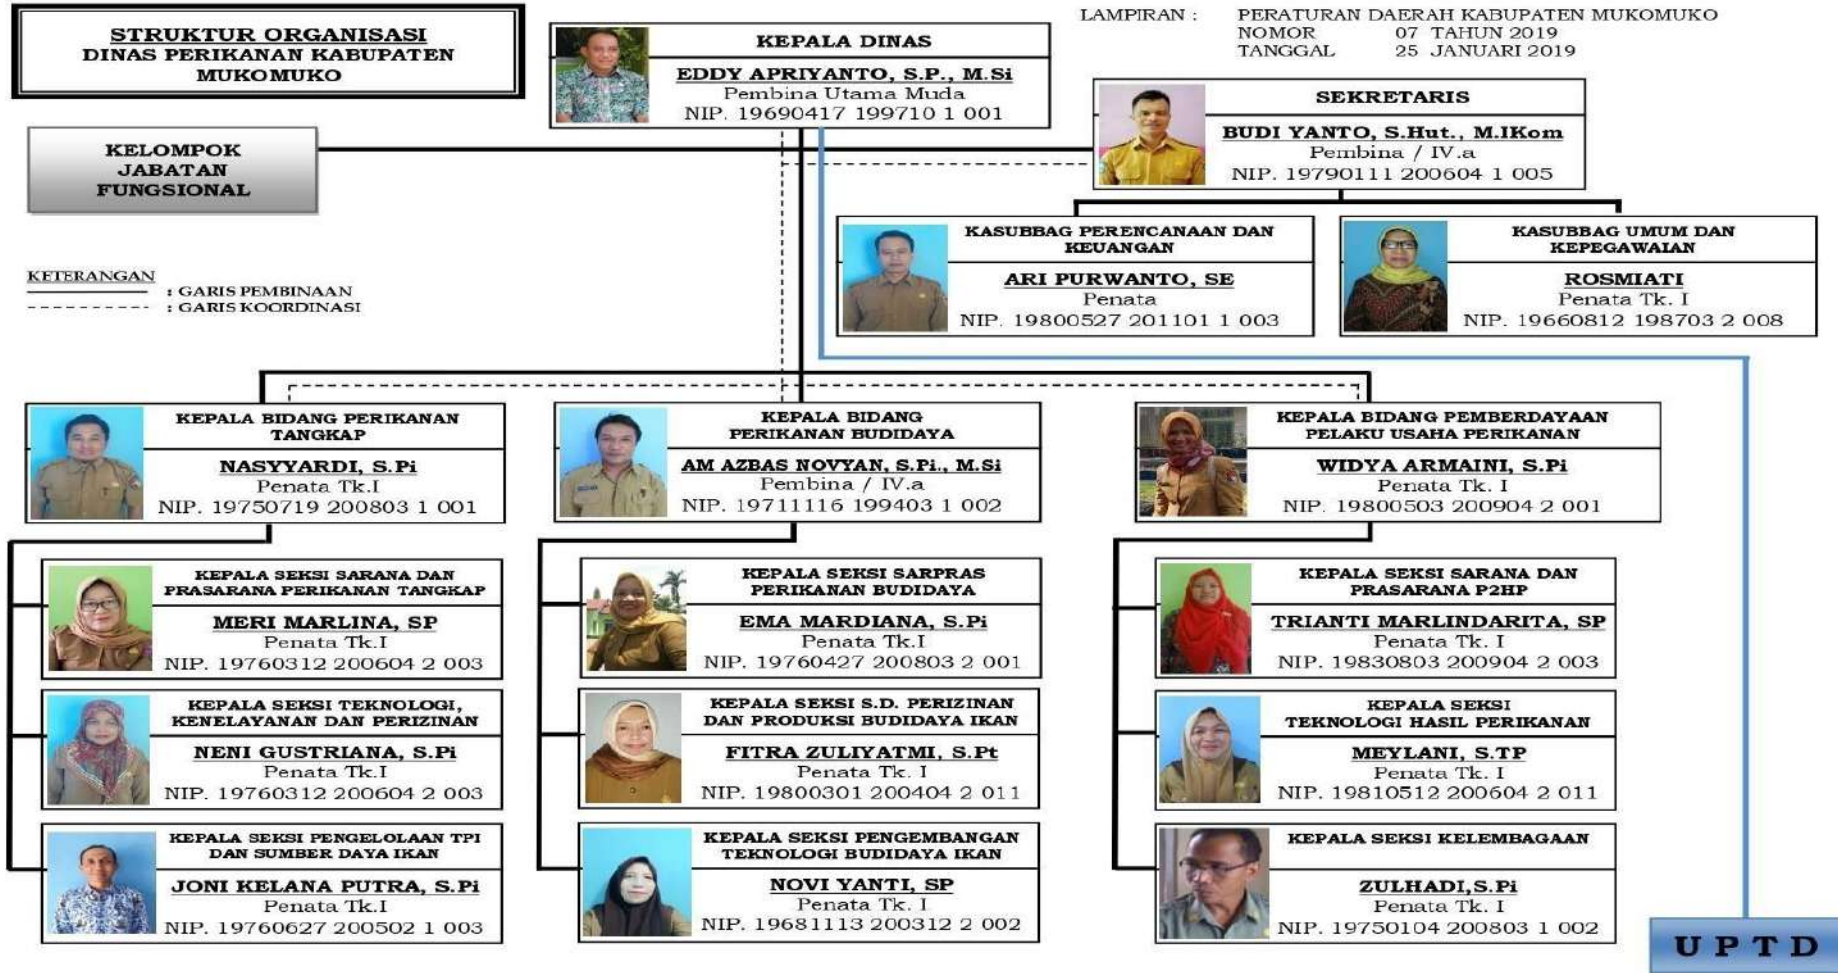 STRUKTUR ORGANISASI
DINAS PERIKANAN KABUPATEN
MUKOMUKO
KEPALA DINAS
EDDY APRIYANTO, S.P., M.Si
Pembina Utama Muda
NIP. 19690417 199710 1 001
LAMPIRAN : PERATURAN DAERAH KABUPATEN MUKOMUKO
NOMOR 07 TAHUN 2019
TANGGAL 25 JANUARI 2019
SEKRETARIS
BUDI YANTO, S.Hut., M.IKom
Pembina / IV.a
NIP. 19790111 200604 1 005
KELOMPOK
JABATAN
FUNGSIONAL
KASUBBAG PERENCANAAN DAN
KEUANGAN
ARI PURWANTO, SE
Penata
NIP. 19800527 201101 1 003
KASUBBAG UMUM DAN
KEPEGAWAIAN
ROSMIATI
Penata Tk. I
NIP. 19660812 198703 2 008
KETERANGAN
: GARIS PEMBINAAN
: GARIS KOORDINASI
KEPALA BIDANG PERIKANAN
TANGKAP
NASYYARDI, S.Pi
Penata Tk.I
NIP. 19750719 200803 1 001
KEPALA BIDANG
PERIKANAN BUDIDAYA
AM AZBAS NOVYAN, S.Pi., M.Si
Pembina / IV.a
NIP. 19711116 199403 1 002
KEPALA BIDANG PEMBERDAYAAN
PELAKU USAHA PERIKANAN
WIDYA ARMAINI, S.Pi
Penata Tk. I
NIP. 19800503 200904 2 001
KEPALA SEKSI SARANA DAN
PRASARANA PERIKANAN TANGKAP
MERI MARLINA, SP
Penata Tk.I
NIP. 19760312 200604 2 003
KEPALA SEKSI SARPRAS
PERIKANAN BUDIDAYA
EMA MARDIANA, S.Pi
Penata Tk.I
NIP. 19760427 200803 2 001
KEPALA SEKSI SARANA DAN
PRASARANA P2HP
TRIANTI MARLINDARITA, SP
Penata Tk. I
NIP. 19830803 200904 2 003
KEPALA SEKSI TEKNOLOGI,
KENELAYANAN DAN PERIZINAN
NENI GUSTRIANA, S.Pi
Penata Tk.I
NIP. 19760312 200604 2 003
KEPALA SEKSI S.D. PERIZINAN
DAN PRODUKSI BUDIDAYA IKAN
FITRA ZULIYATMI, S.Pt
Penata Tk. I
NIP. 19800301 200404 2 011
KEPALA SEKSI
TEKNOLOGI HASIL PERIKANAN
MEYLANI, S.TP
Penata Tk. I
NIP. 19810512 200604 2 011
KEPALA SEKSI PENGELOLAAN TPI
DAN SUMBER DAYA IKAN
JONI KELANA PUTRA, S.Pi
Penata Tk.I
NIP. 19760627 200502 1 003
KEPALA SEKSI PENGEMBANGAN
TEKNOLOGI BUDIDAYA IKAN
NOVI YANTI, SP
Penata Tk. I
NIP. 19681113 200312 2 002
KEPALA SEKSI KELEMBAGAAN
ZULHADI,S.Pi
Penata Tk. I
NIP. 19750104 200803 1 002
U P T D